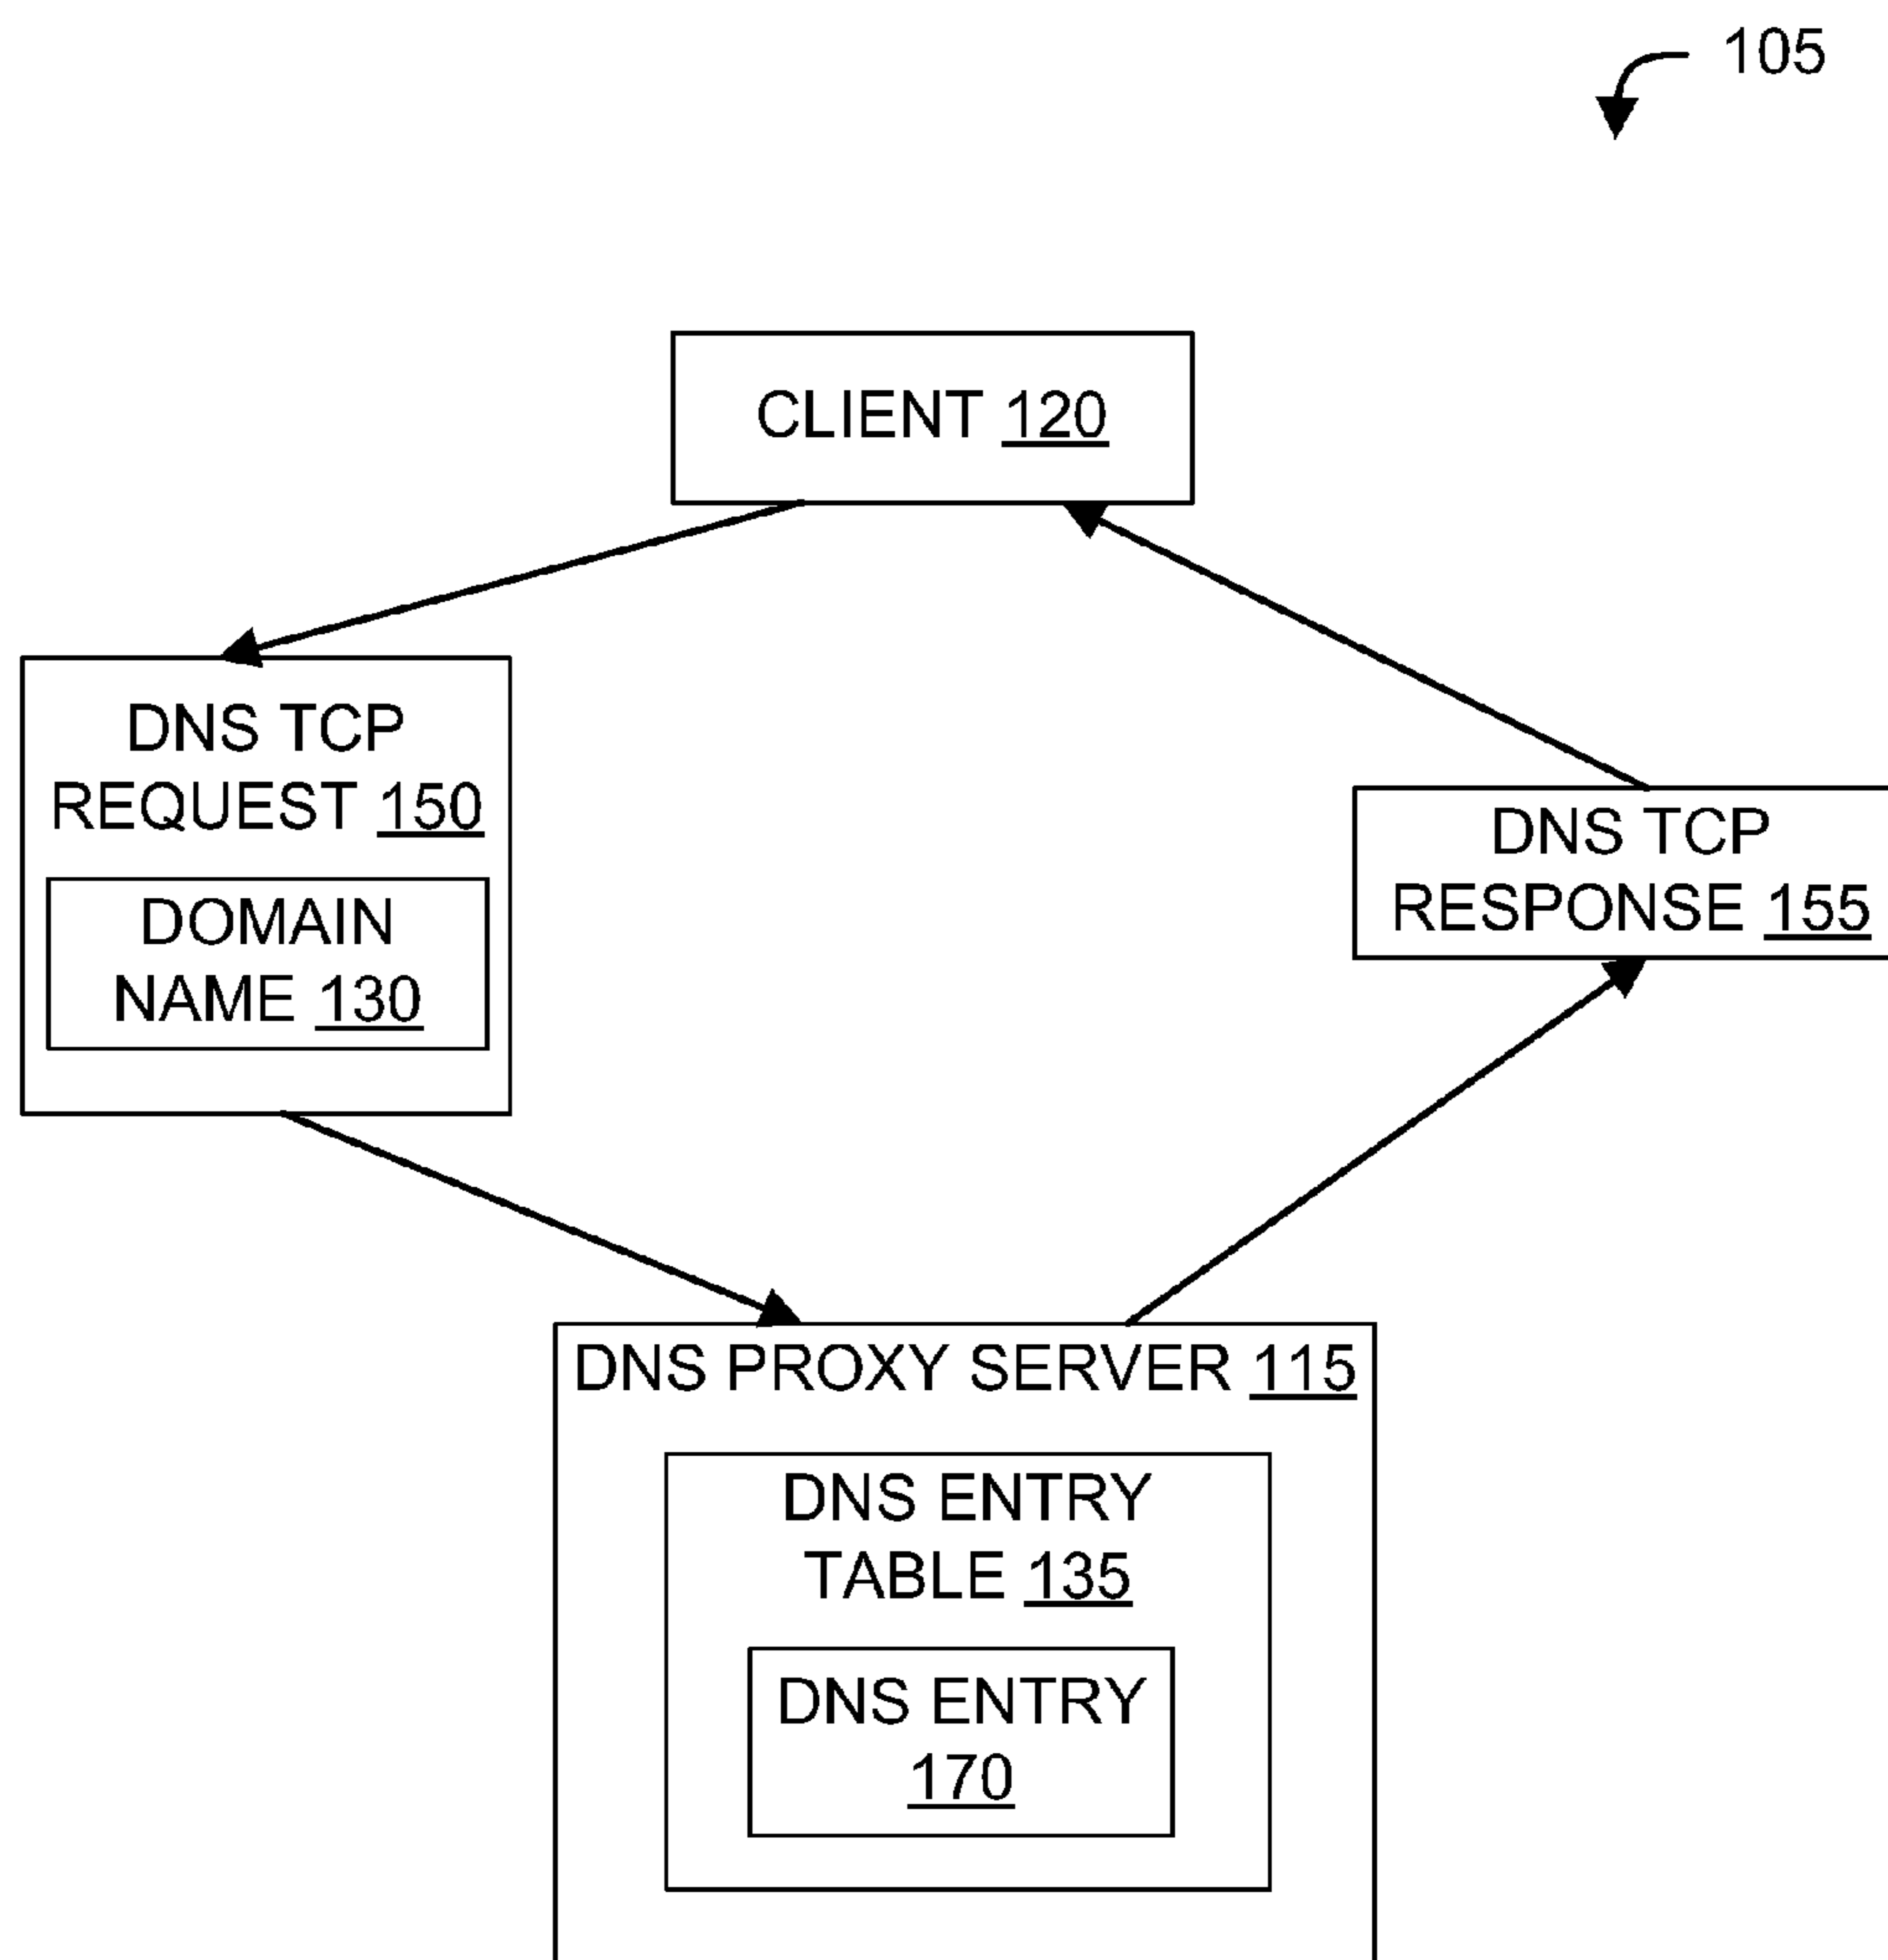 105
CLIENT 120
DNS TCP
REQUEST 150
DOMAIN
NAME 130
DNS TCP
RESPONSE 155
DNS PROXY SERVER 115
DNS ENTRY
TABLE 135
DNS ENTRY
170